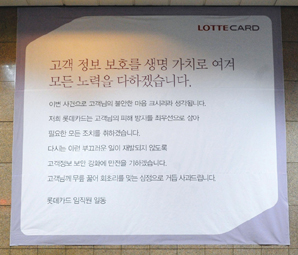 LOTTECARD
고객 정보 보호를 생명 가치로 여겨
모든 노력을 다하겠습니다.
이번 사건으로 고객님의 불안한 마음 크시리라 생각됩니다.
저희 롯데카드는 고객님의 피해 방지를 최우선으로 삼아
필요한 모든 조치를 취하겠습니다.
다시는 이런 부끄러운 일이 재발되지 않도록
고객정보 보안 강화에 만전을 기하겠습니다.
고객님께 무릎 꿇어 회초리를 맞는 심정으로 거듭 사과드립니다.
롯데카드 임직원 일동